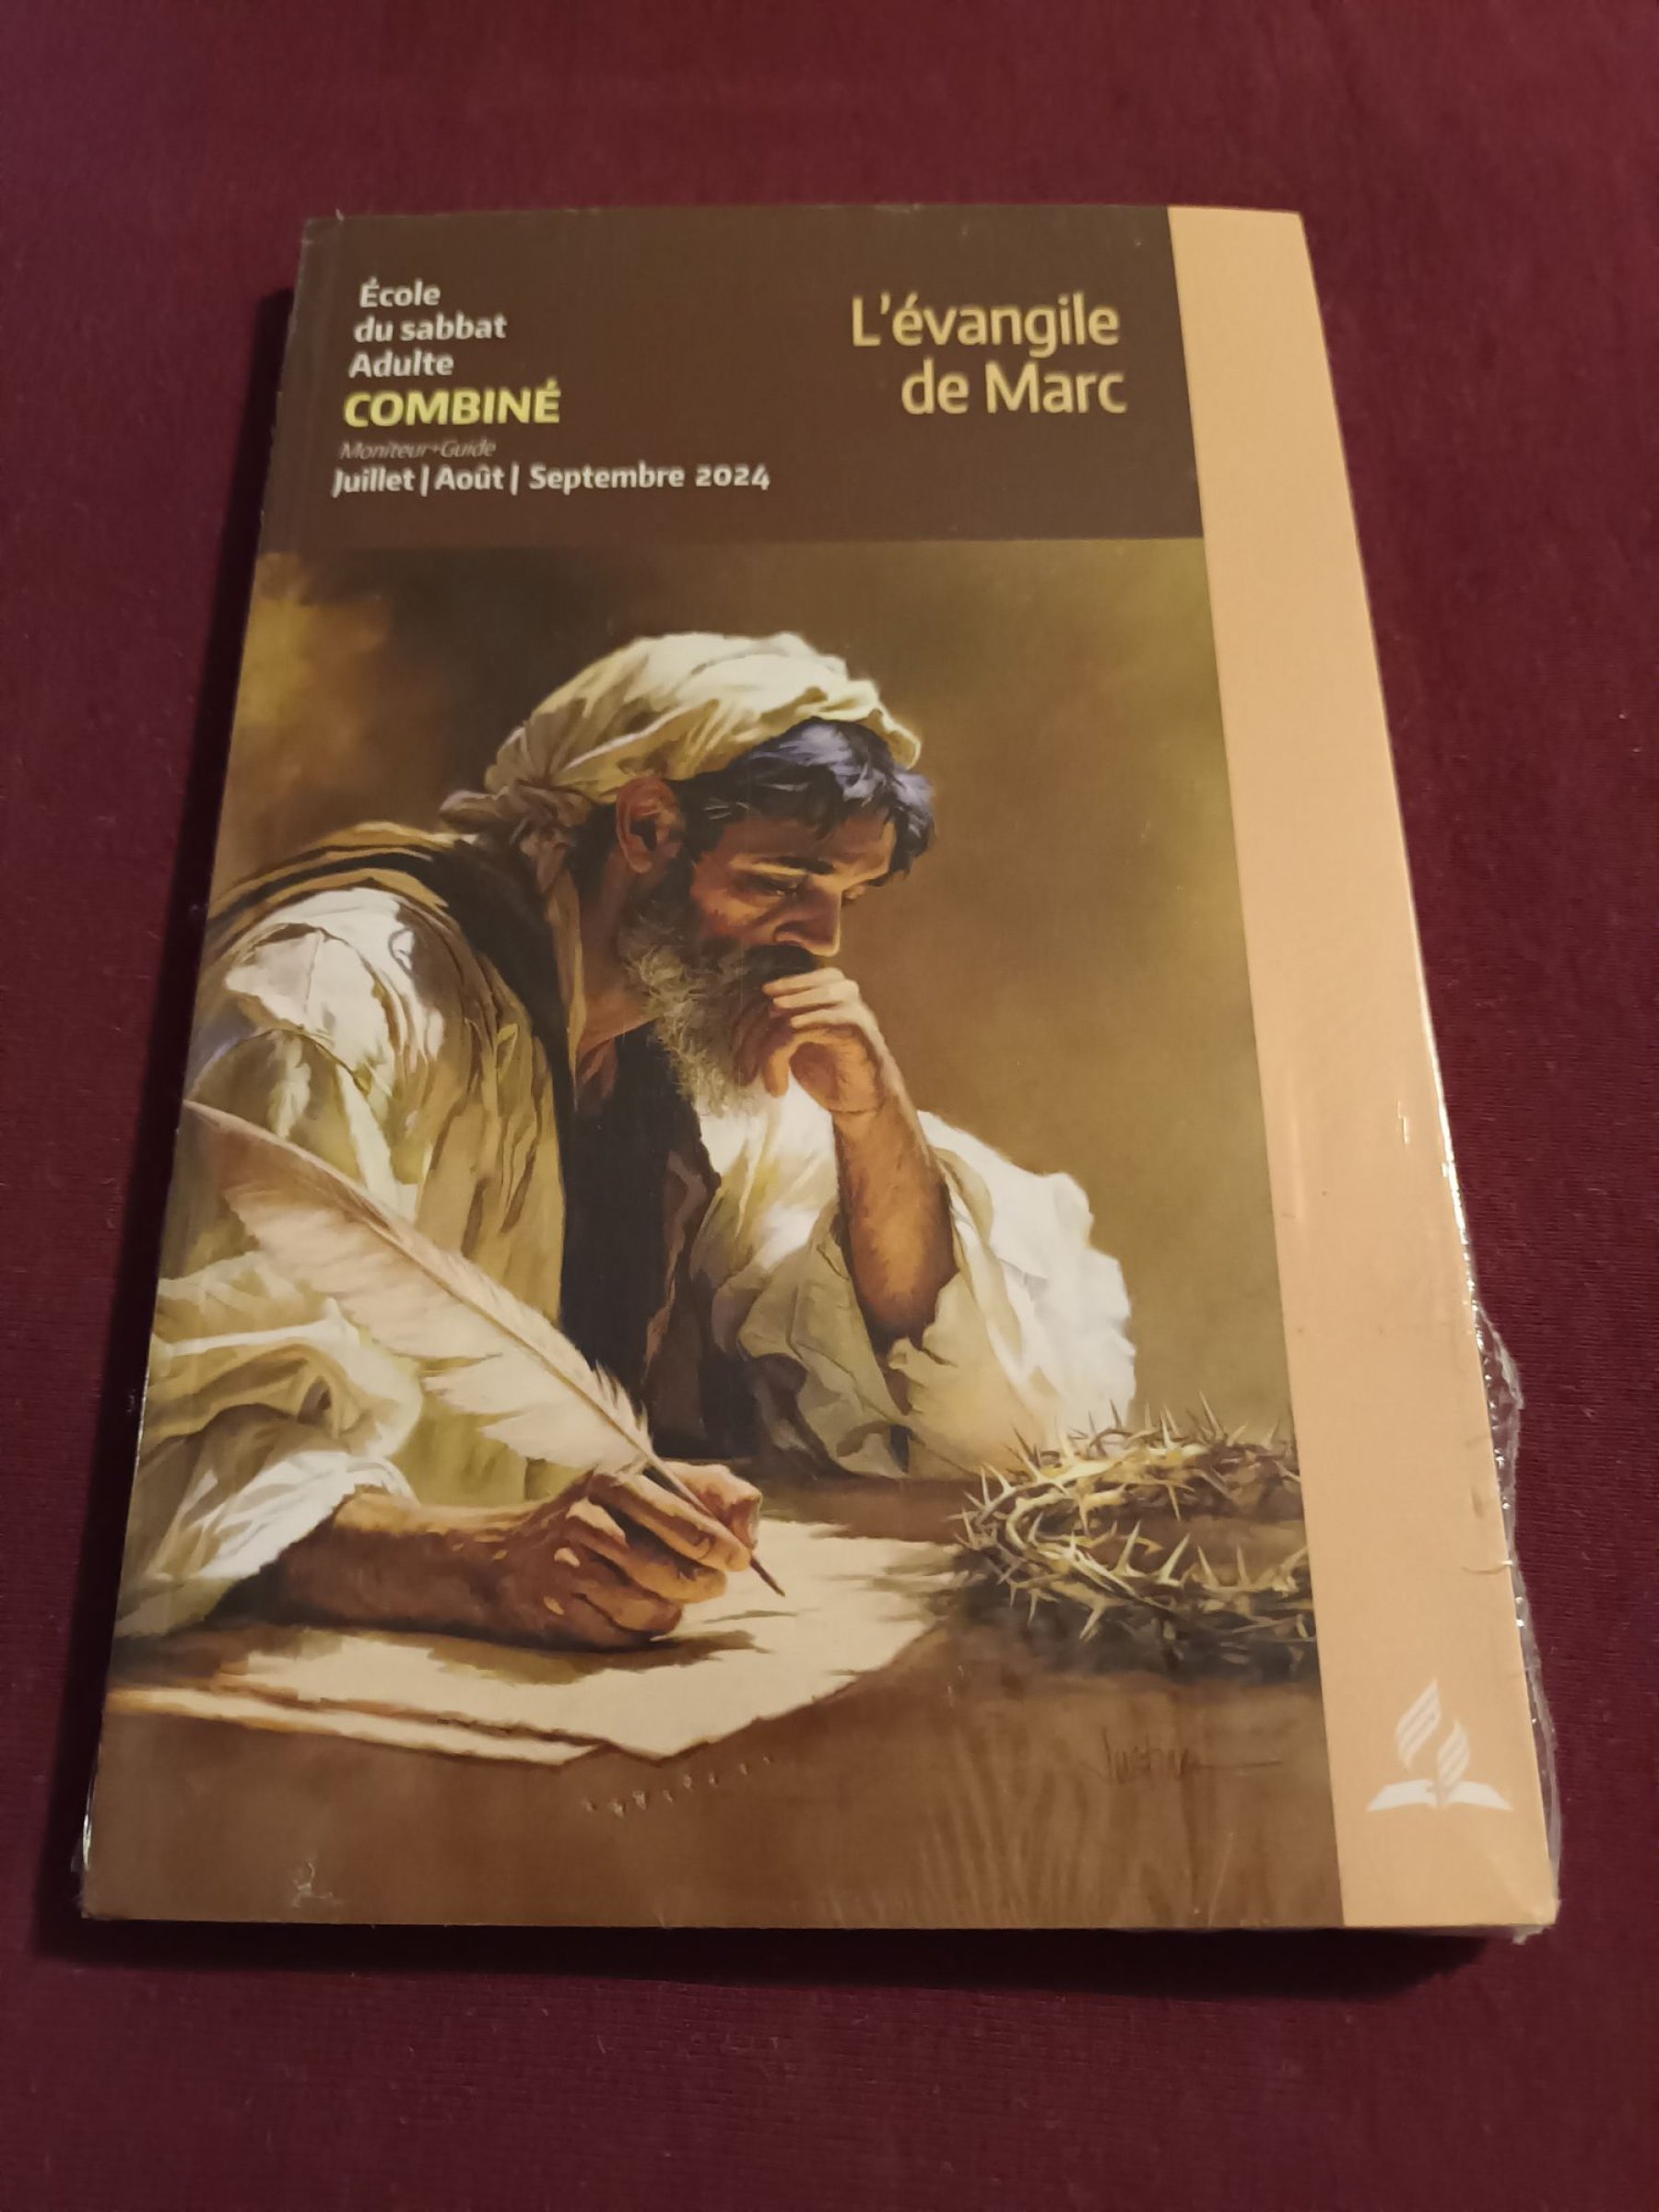 École
du sabbat
Adulte
COMBINÉ
Moniteur+Guide
Juillet | Août | Septembre 2024
L'évangile
de Marc